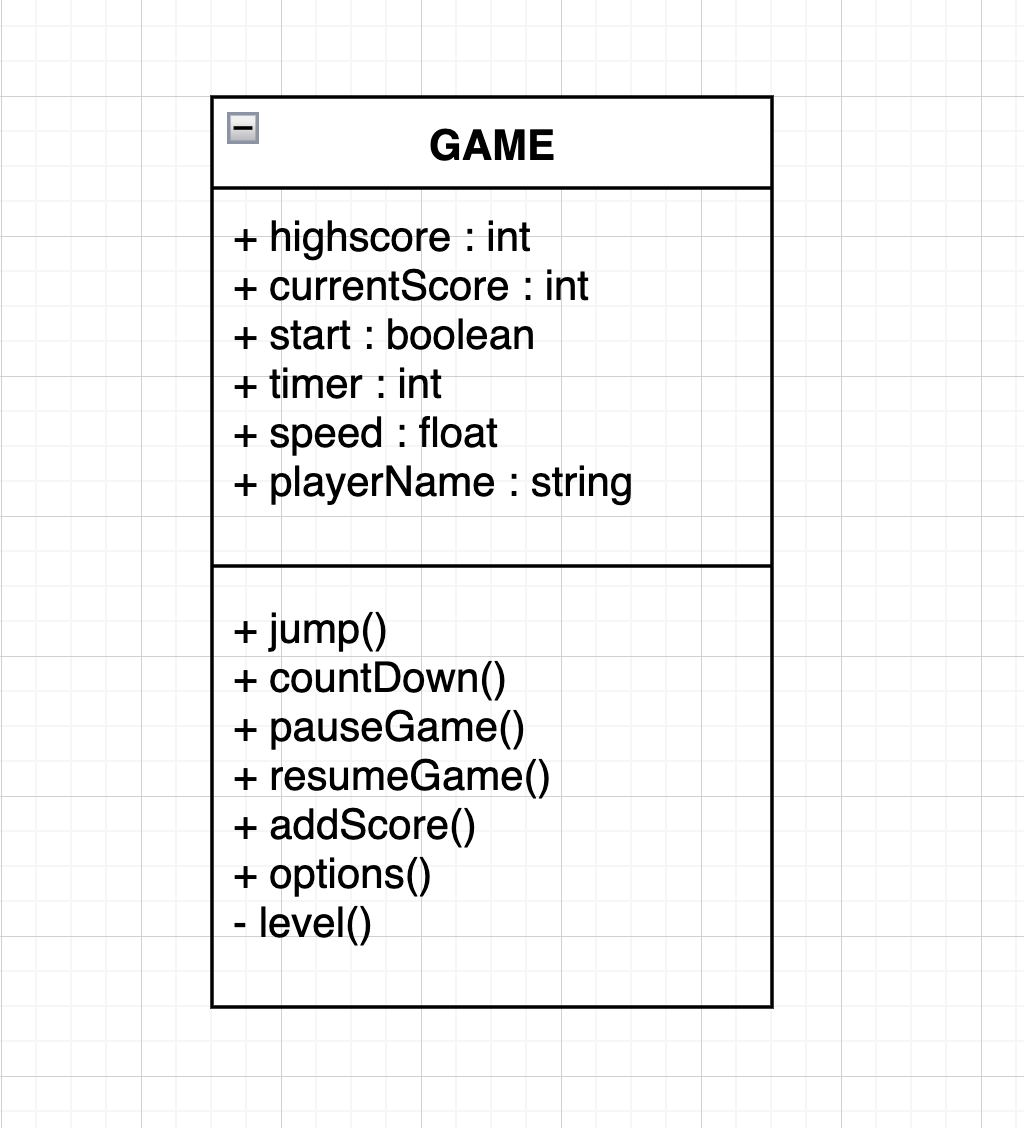 GAME
+ highscore : int
+ currentScore : int
+ start : boolean
+ timer : int
+ speed : float
+ playerName : string
+ jump()
+ countDown()
+ pauseGame()
+ resumeGame()
+ addScore()
+ options()
- level()